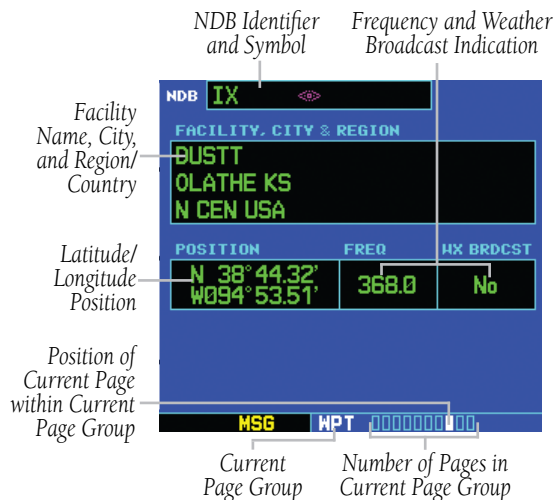 NDB Identifier and Symbol
Frequency and Weather Broadcast Indication
NDB IX
Facility Name, City, and Region/ Country
FACILITY, CITY & REGION
DUSTT
OLATHE KS
N CEN USA
Latitude/ Longitude Position
POSITION FREQ WX BRDCST
N 38°44.32'
W094°53.51'
368.0 No
Position of Current Page within Current Page Group
MSG WPT
Current Page Group
Number of Pages in Current Page Group